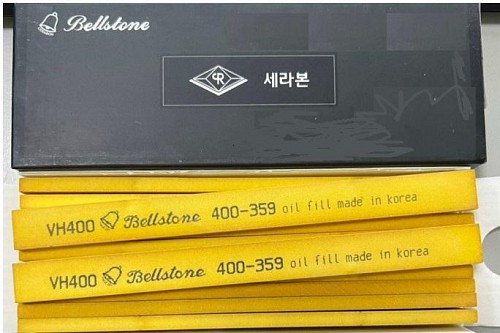 Bellstone
CR 세라본
VH400 Bellstone 400-359 oil fill made in korea
VH400 Bellstone 400-359 oil fill made in korea